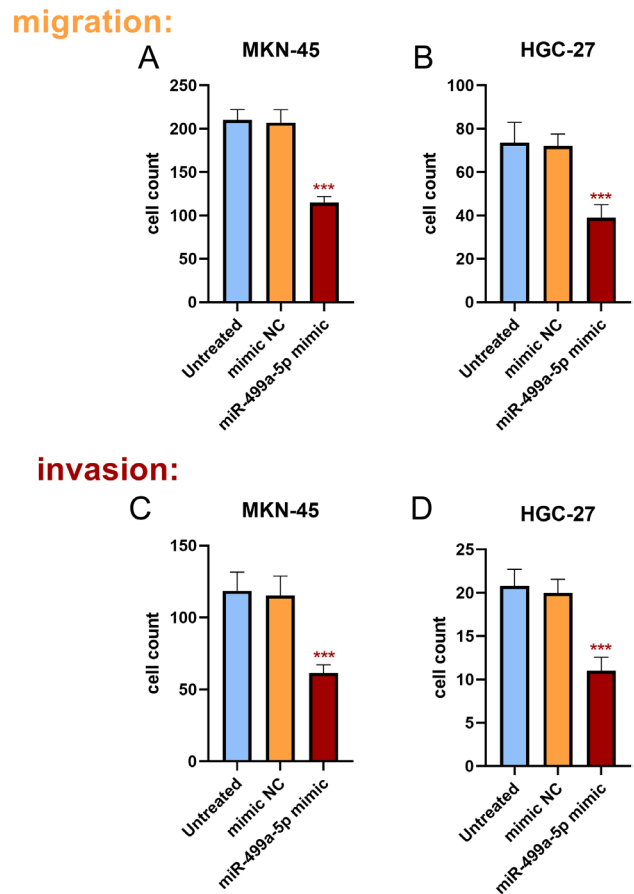 migration:
A
MKN-45
cell count
250
200
150
100
50
0
***
Untreated
mimic NC
miR-499a-5p mimic
B
HGC-27
cell count
100
80
60
40
20
0
***
Untreated
mimic NC
miR-499a-5p mimic
invasion:
C
MKN-45
cell count
150
100
50
0
***
Untreated
mimic NC
miR-499a-5p mimic
D
HGC-27
cell count
25
20
15
10
5
0
***
Untreated
mimic NC
miR-499a-5p mimic